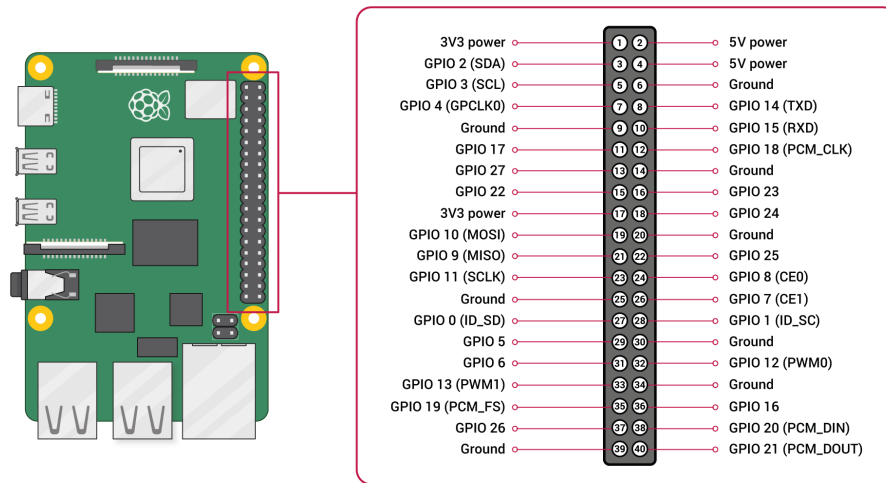 3V3 power 1 2 5V power
GPIO 2 (SDA) 3 4 5V power
GPIO 3 (SCL) 5 6 Ground
GPIO 4 (GPCLK0) 7 8 GPIO 14 (TXD)
Ground 9 10 GPIO 15 (RXD)
GPIO 17 11 12 GPIO 18 (PCM_CLK)
GPIO 27 13 14 Ground
GPIO 22 15 16 GPIO 23
3V3 power 17 18 GPIO 24
GPIO 10 (MOSI) 19 20 Ground
GPIO 9 (MISO) 21 22 GPIO 25
GPIO 11 (SCLK) 23 24 GPIO 8 (CE0)
Ground 25 26 GPIO 7 (CE1)
GPIO 0 (ID_SD) 27 28 GPIO 1 (ID_SC)
GPIO 5 29 30 Ground
GPIO 6 31 32 GPIO 12 (PWM0)
GPIO 13 (PWM1) 33 34 Ground
GPIO 19 (PCM_FS) 35 36 GPIO 16
GPIO 26 37 38 GPIO 20 (PCM_DIN)
Ground 39 40 GPIO 21 (PCM_DOUT)